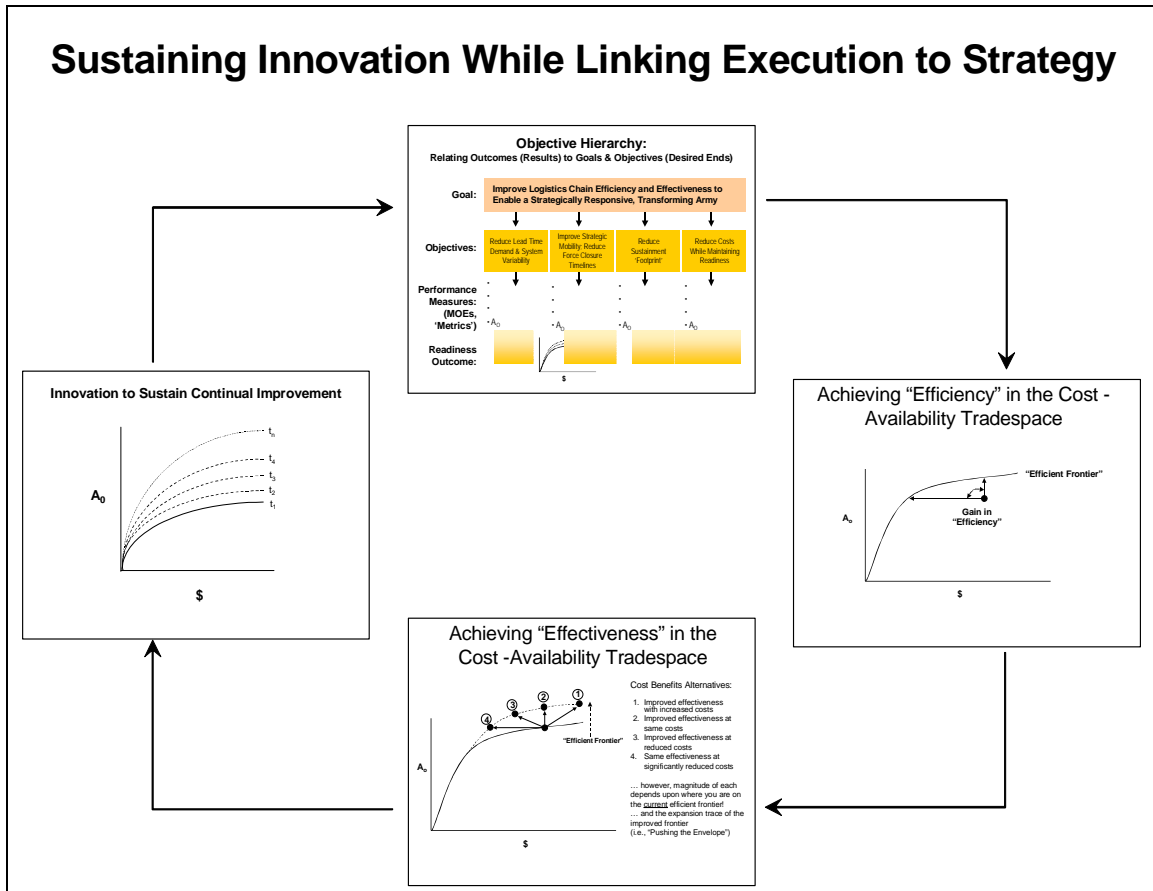 Sustaining Innovation While Linking Execution to Strategy
Objective Hierarchy:
Relating Outcomes (Results) to Goals & Objectives (Desired Ends)
Goal:
Improve Logistics Chain Efficiency and Effectiveness to
Enable a Strategically Responsive, Transforming Army
Objectives:
Reduce Lead Time
Demand & System
Variability
Improve Strategic
Mobility: Reduce
Force Closure
Timelines
Reduce
Sustainment
'Footprint'
Reduce Costs
While Maintaining
Readiness
Performance
Measures:
(MOEs,
'Metrics')
• AO
• AO
• AO
• AO
Readiness
Outcome:
$
Achieving “Efficiency” in the Cost -
Availability Tradespace
“Efficient Frontier”
Gain in
“Efficiency”
Ao
$
Achieving “Effectiveness” in the
Cost -Availability Tradespace
1
2
3
4
“Efficient Frontier”
Ao
$
Cost Benefits Alternatives:
1. Improved effectiveness
with increased costs
2. Improved effectiveness at
same costs
3. Improved effectiveness at
reduced costs
4. Same effectiveness at
significantly reduced costs
… however, magnitude of each
depends upon where you are on
the current efficient frontier!
… and the expansion trace of the
improved frontier
(i.e., “Pushing the Envelope”)
Innovation to Sustain Continual Improvement
tn
t4
t3
t2
t1
A0
$